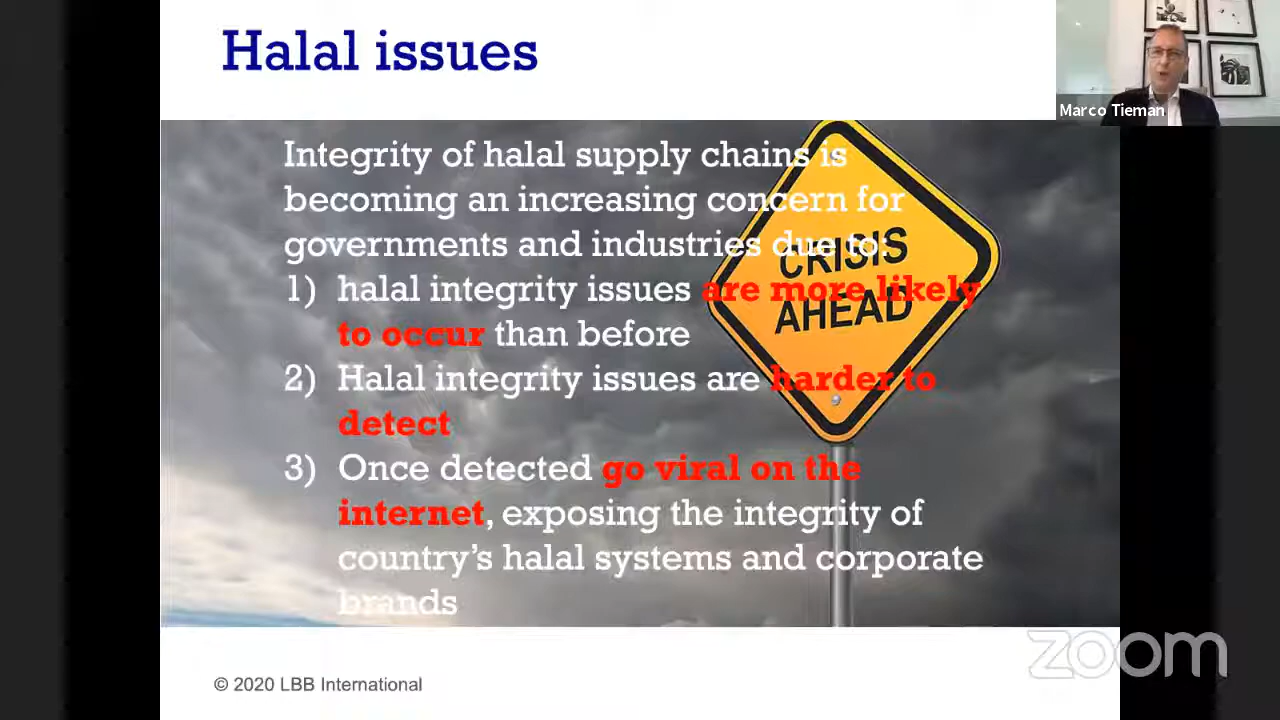 Halal issues
Marco Tieman
Integrity of halal supply chains is
becoming an increasing concern for
governments and industries due to:
1) halal integrity issues are more likely
to occur than before
2) Halal integrity issues are harder to
detect
3) Once detected go viral on the
internet, exposing the integrity of
country's halal systems and corporate
brands
CRISIS
AHEAD
zoom
© 2020 LBB International